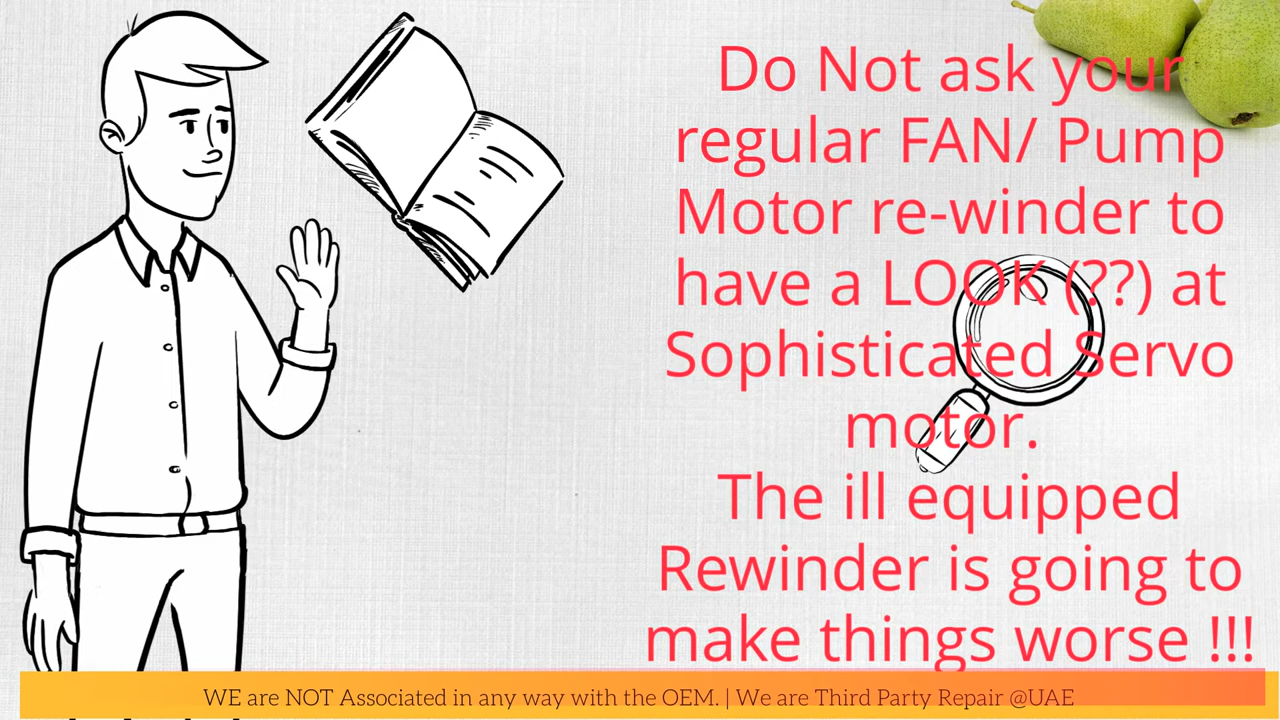 Do Not ask your
regular FAN/ Pump
Motor re-winder to
have a LOOK (??) at
Sophisticated Servo
motor.
The ill equipped
Rewinder is going to
make things worse !!!
WE are NOT Associated in any way with the OEM. | We are Third Party Repair @UAE